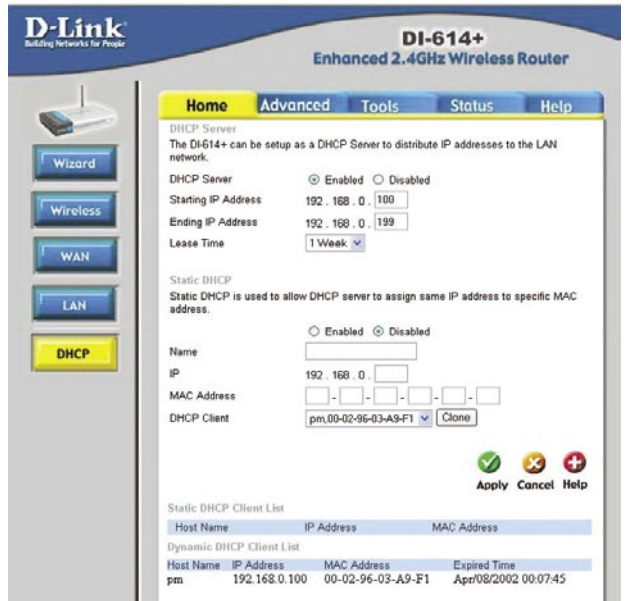 D-Link
Building Networks for People
DI-614+
Enhanced 2.4GHz Wireless Router
Home Advanced Tools Status Help
Wizard
Wireless
WAN
LAN
DHCP
DHCP Server
The DI-614+ can be setup as a DHCP Server to distribute IP addresses to the LAN
network.
DHCP Server Enabled Disabled
Starting IP Address 192 . 168 . 0 . 100
Ending IP Address 192 . 168 . 0 . 199
Lease Time 1 Week
Static DHCP
Static DHCP is used to allow DHCP server to assign same IP address to specific MAC
address.
Enabled Disabled
Name
IP 192 . 168 . 0 .
MAC Address - - - - -
DHCP Client pm,00-02-96-03-A9-F1 Clone
Apply Cancel Help
Static DHCP Client List
Host Name IP Address MAC Address
Dynamic DHCP Client List
Host Name IP Address MAC Address Expired Time
pm 192.168.0.100 00-02-96-03-A9-F1 Apr/08/2002 00:07:45